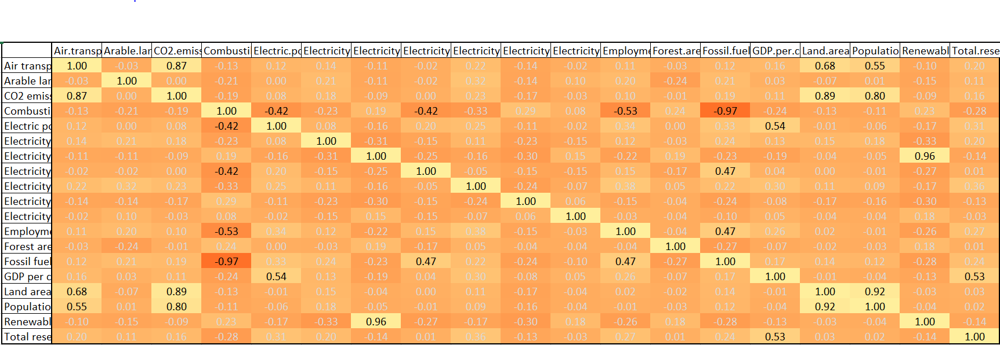 Air.transp Arable.lar CO2.emiss Combusti Electric.po Electricity Electricity Electricity Electricity Electricity Electricity Employme Forest.are Fossil.fuel GDP.per.c Land.area Populatio Renewabl Total.rese
Air transp 1.00 -0.03 0.87 -0.13 0.12 0.14 -0.11 -0.02 0.22 -0.14 -0.02 0.11 -0.03 0.12 0.16 0.68 0.55 -0.10 0.20
Arable lar -0.03 1.00 0.00 -0.21 0.00 0.21 -0.11 -0.02 0.32 -0.14 0.10 0.20 -0.24 0.21 0.03 -0.07 0.01 -0.15 0.11
CO2 emiss 0.87 0.00 1.00 -0.19 0.08 0.18 -0.09 0.00 0.23 -0.17 -0.03 0.10 -0.01 0.19 0.11 0.89 0.80 -0.09 0.16
Combusti -0.13 -0.21 -0.19 1.00 -0.42 -0.23 0.19 -0.42 -0.33 0.29 0.08 -0.53 0.24 -0.97 -0.24 -0.13 -0.11 0.23 -0.28
Electric po 0.12 0.00 0.08 -0.42 1.00 0.08 -0.16 0.20 0.25 -0.11 -0.02 0.34 0.00 0.33 0.54 -0.01 -0.06 -0.17 0.31
Electricity 0.14 0.21 0.18 -0.23 0.08 1.00 -0.31 -0.15 0.11 -0.23 -0.15 0.12 -0.03 0.24 0.13 0.15 0.18 -0.33 0.20
Electricity -0.11 -0.11 -0.09 0.19 -0.16 -0.31 1.00 -0.25 -0.16 -0.30 0.15 -0.22 0.19 -0.23 -0.19 -0.04 -0.05 0.96 -0.14
Electricity -0.02 -0.02 0.00 -0.42 0.20 -0.15 -0.25 1.00 -0.05 -0.15 -0.15 0.15 -0.17 0.47 0.04 0.00 -0.01 -0.27 0.01
Electricity 0.22 0.32 0.23 -0.33 0.25 0.11 -0.16 -0.05 1.00 -0.24 -0.07 0.38 0.05 0.22 0.30 0.11 0.09 -0.17 0.36
Electricity -0.14 -0.14 -0.17 0.29 -0.11 -0.23 -0.30 -0.15 -0.24 1.00 0.06 -0.15 -0.04 -0.24 -0.08 -0.17 -0.16 -0.30 -0.13
Electricity -0.02 0.10 -0.03 0.08 -0.02 -0.15 0.15 -0.15 -0.07 0.06 1.00 -0.03 -0.04 -0.10 0.05 -0.04 -0.04 0.18 -0.03
Employme 0.11 0.20 0.10 -0.53 0.34 0.12 -0.22 0.15 0.38 -0.15 -0.03 1.00 -0.04 0.47 0.26 0.02 -0.01 -0.26 0.27
Forest are -0.03 -0.24 -0.01 0.24 0.00 -0.03 0.19 -0.17 0.05 -0.04 -0.04 -0.04 1.00 -0.27 -0.07 -0.02 -0.03 0.18 0.01
Fossil fuel 0.12 0.21 0.19 -0.97 0.33 0.24 -0.23 0.47 0.22 -0.24 -0.10 0.47 -0.27 1.00 0.17 0.14 0.12 -0.28 0.24
GDP per c 0.16 0.03 0.11 -0.24 0.54 0.13 -0.19 0.04 0.30 -0.08 0.05 0.26 -0.07 0.17 1.00 -0.01 -0.04 -0.13 0.53
Land area 0.68 -0.07 0.89 -0.13 -0.01 0.15 -0.04 0.00 0.11 -0.17 -0.04 0.02 -0.02 0.14 -0.01 1.00 0.92 -0.03 0.03
Populatio 0.55 0.01 0.80 -0.11 -0.06 0.18 -0.05 -0.01 0.09 -0.16 -0.04 -0.01 -0.03 0.12 -0.04 0.92 1.00 -0.04 0.02
Renewabl -0.10 -0.15 -0.09 0.23 -0.17 -0.33 0.96 -0.27 -0.17 -0.30 0.18 -0.26 0.18 -0.28 -0.13 -0.03 -0.04 1.00 -0.14
Total rese 0.20 0.11 0.16 -0.28 0.31 0.20 -0.14 0.01 0.36 -0.13 -0.03 0.27 0.01 0.24 0.53 0.03 0.02 -0.14 1.00